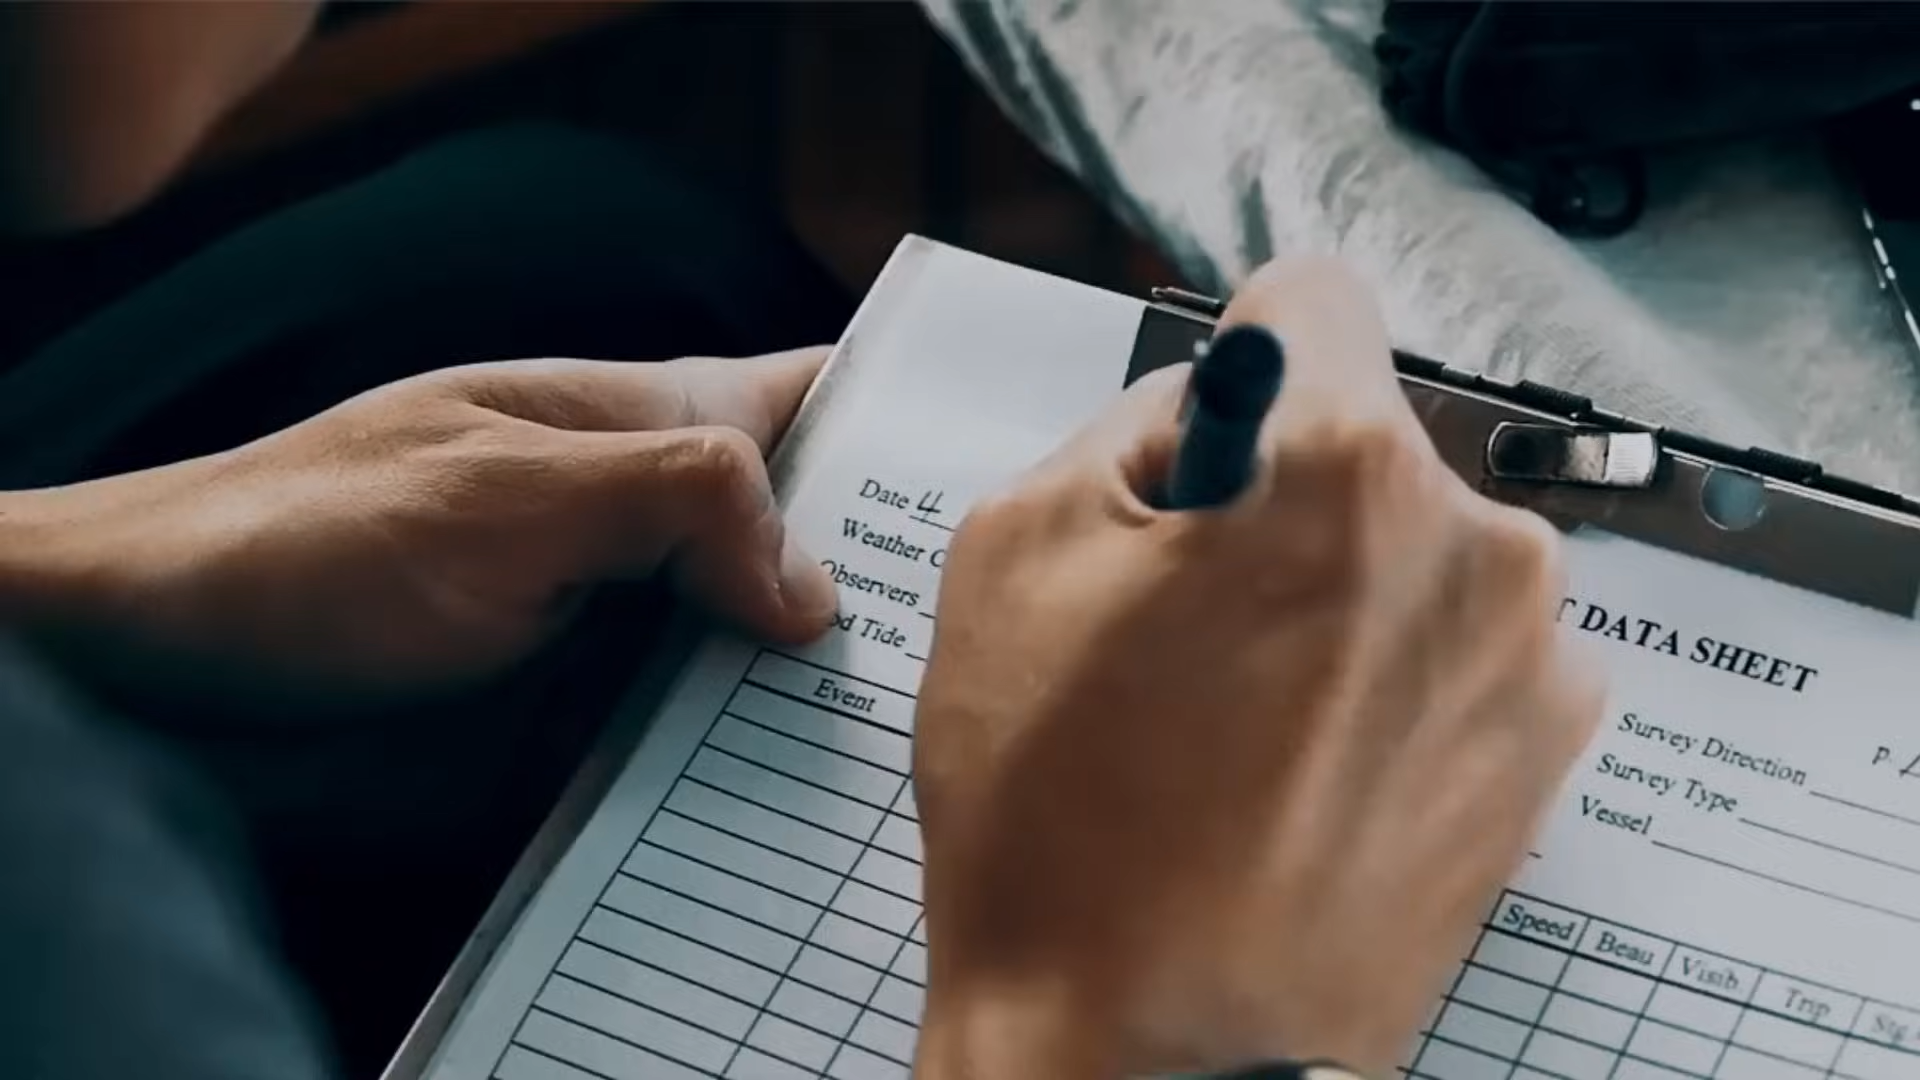 DATA SHEET
Date 4
Weather
Observers
Tide
Survey Direction
Survey Type
Vessel
P.
Event Speed Beau Visib Trip